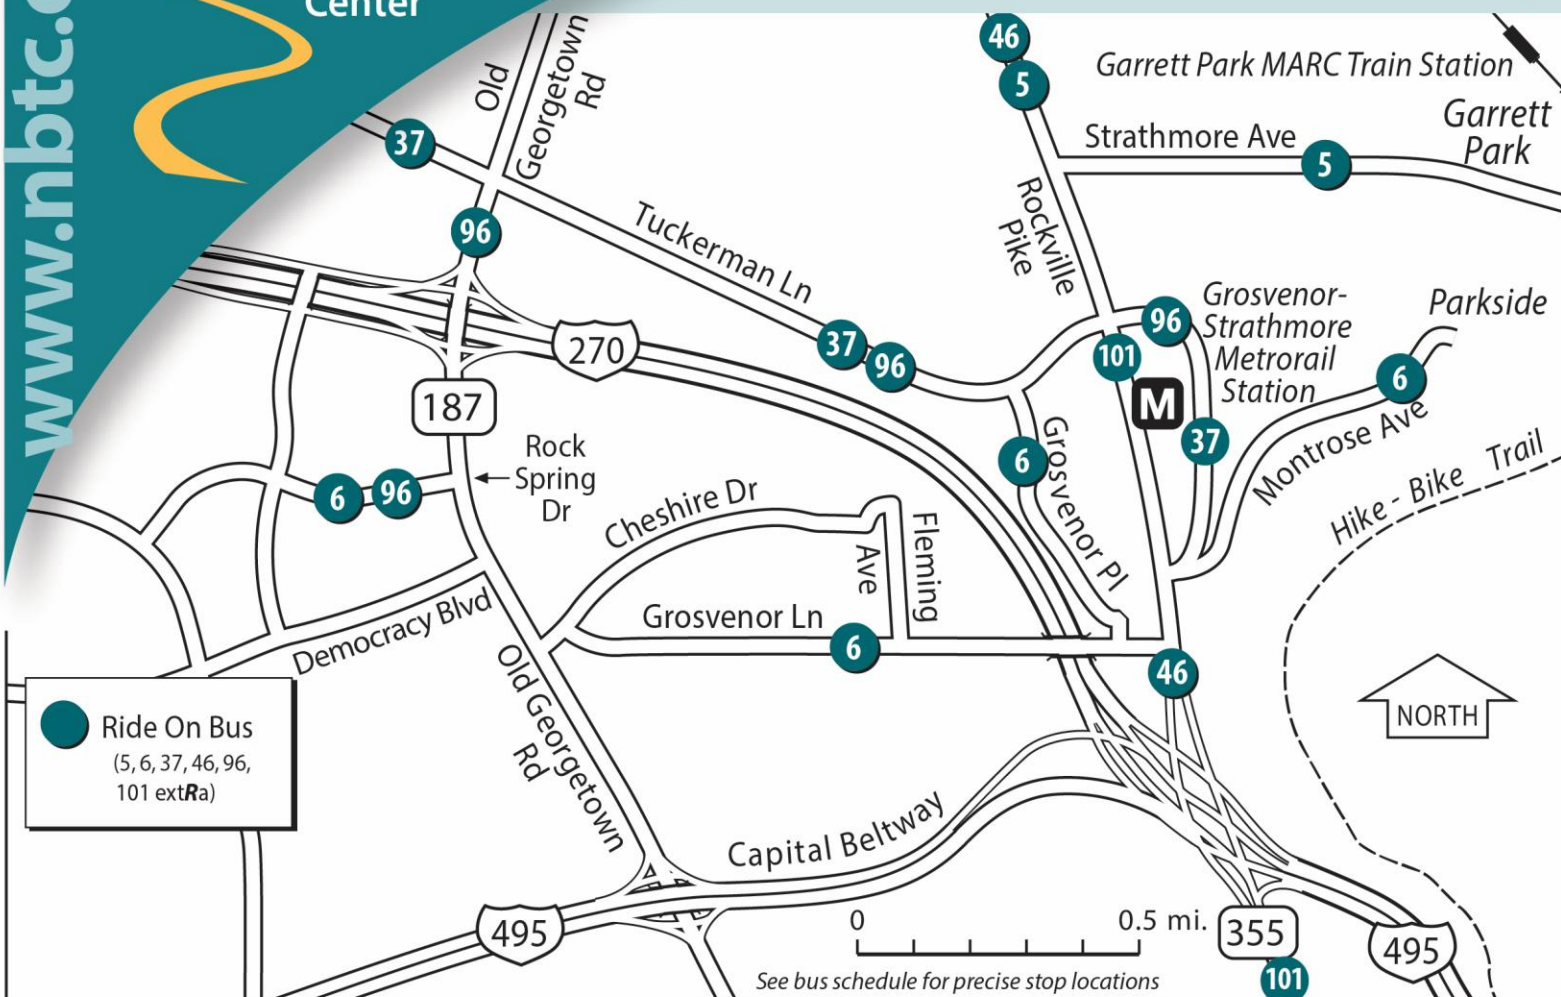 Center
www.nbtc.
46
5
Garrett Park MARC Train Station
Garrett
Park
Strathmore Ave
5
Old
Georgetown
Rd
37
96
Tuckerman Ln
Rockville
Pike
37
96
96
101
Grosvenor-
Strathmore
Metrorail
Station
M
37
Parkside
6
Montrose Ave
Hike - Bike Trail
270
187
Rock
Spring
Dr
6
96
6
Grosvenor Pl
Cheshire Dr
Fleming
Ave
Grosvenor Ln
6
Democracy Blvd
Old Georgetown
Rd
46
NORTH
Ride On Bus
(5, 6, 37, 46, 96,
101 extRa)
Capital Beltway
495
0
0.5 mi.
355
495
101
See bus schedule for precise stop locations